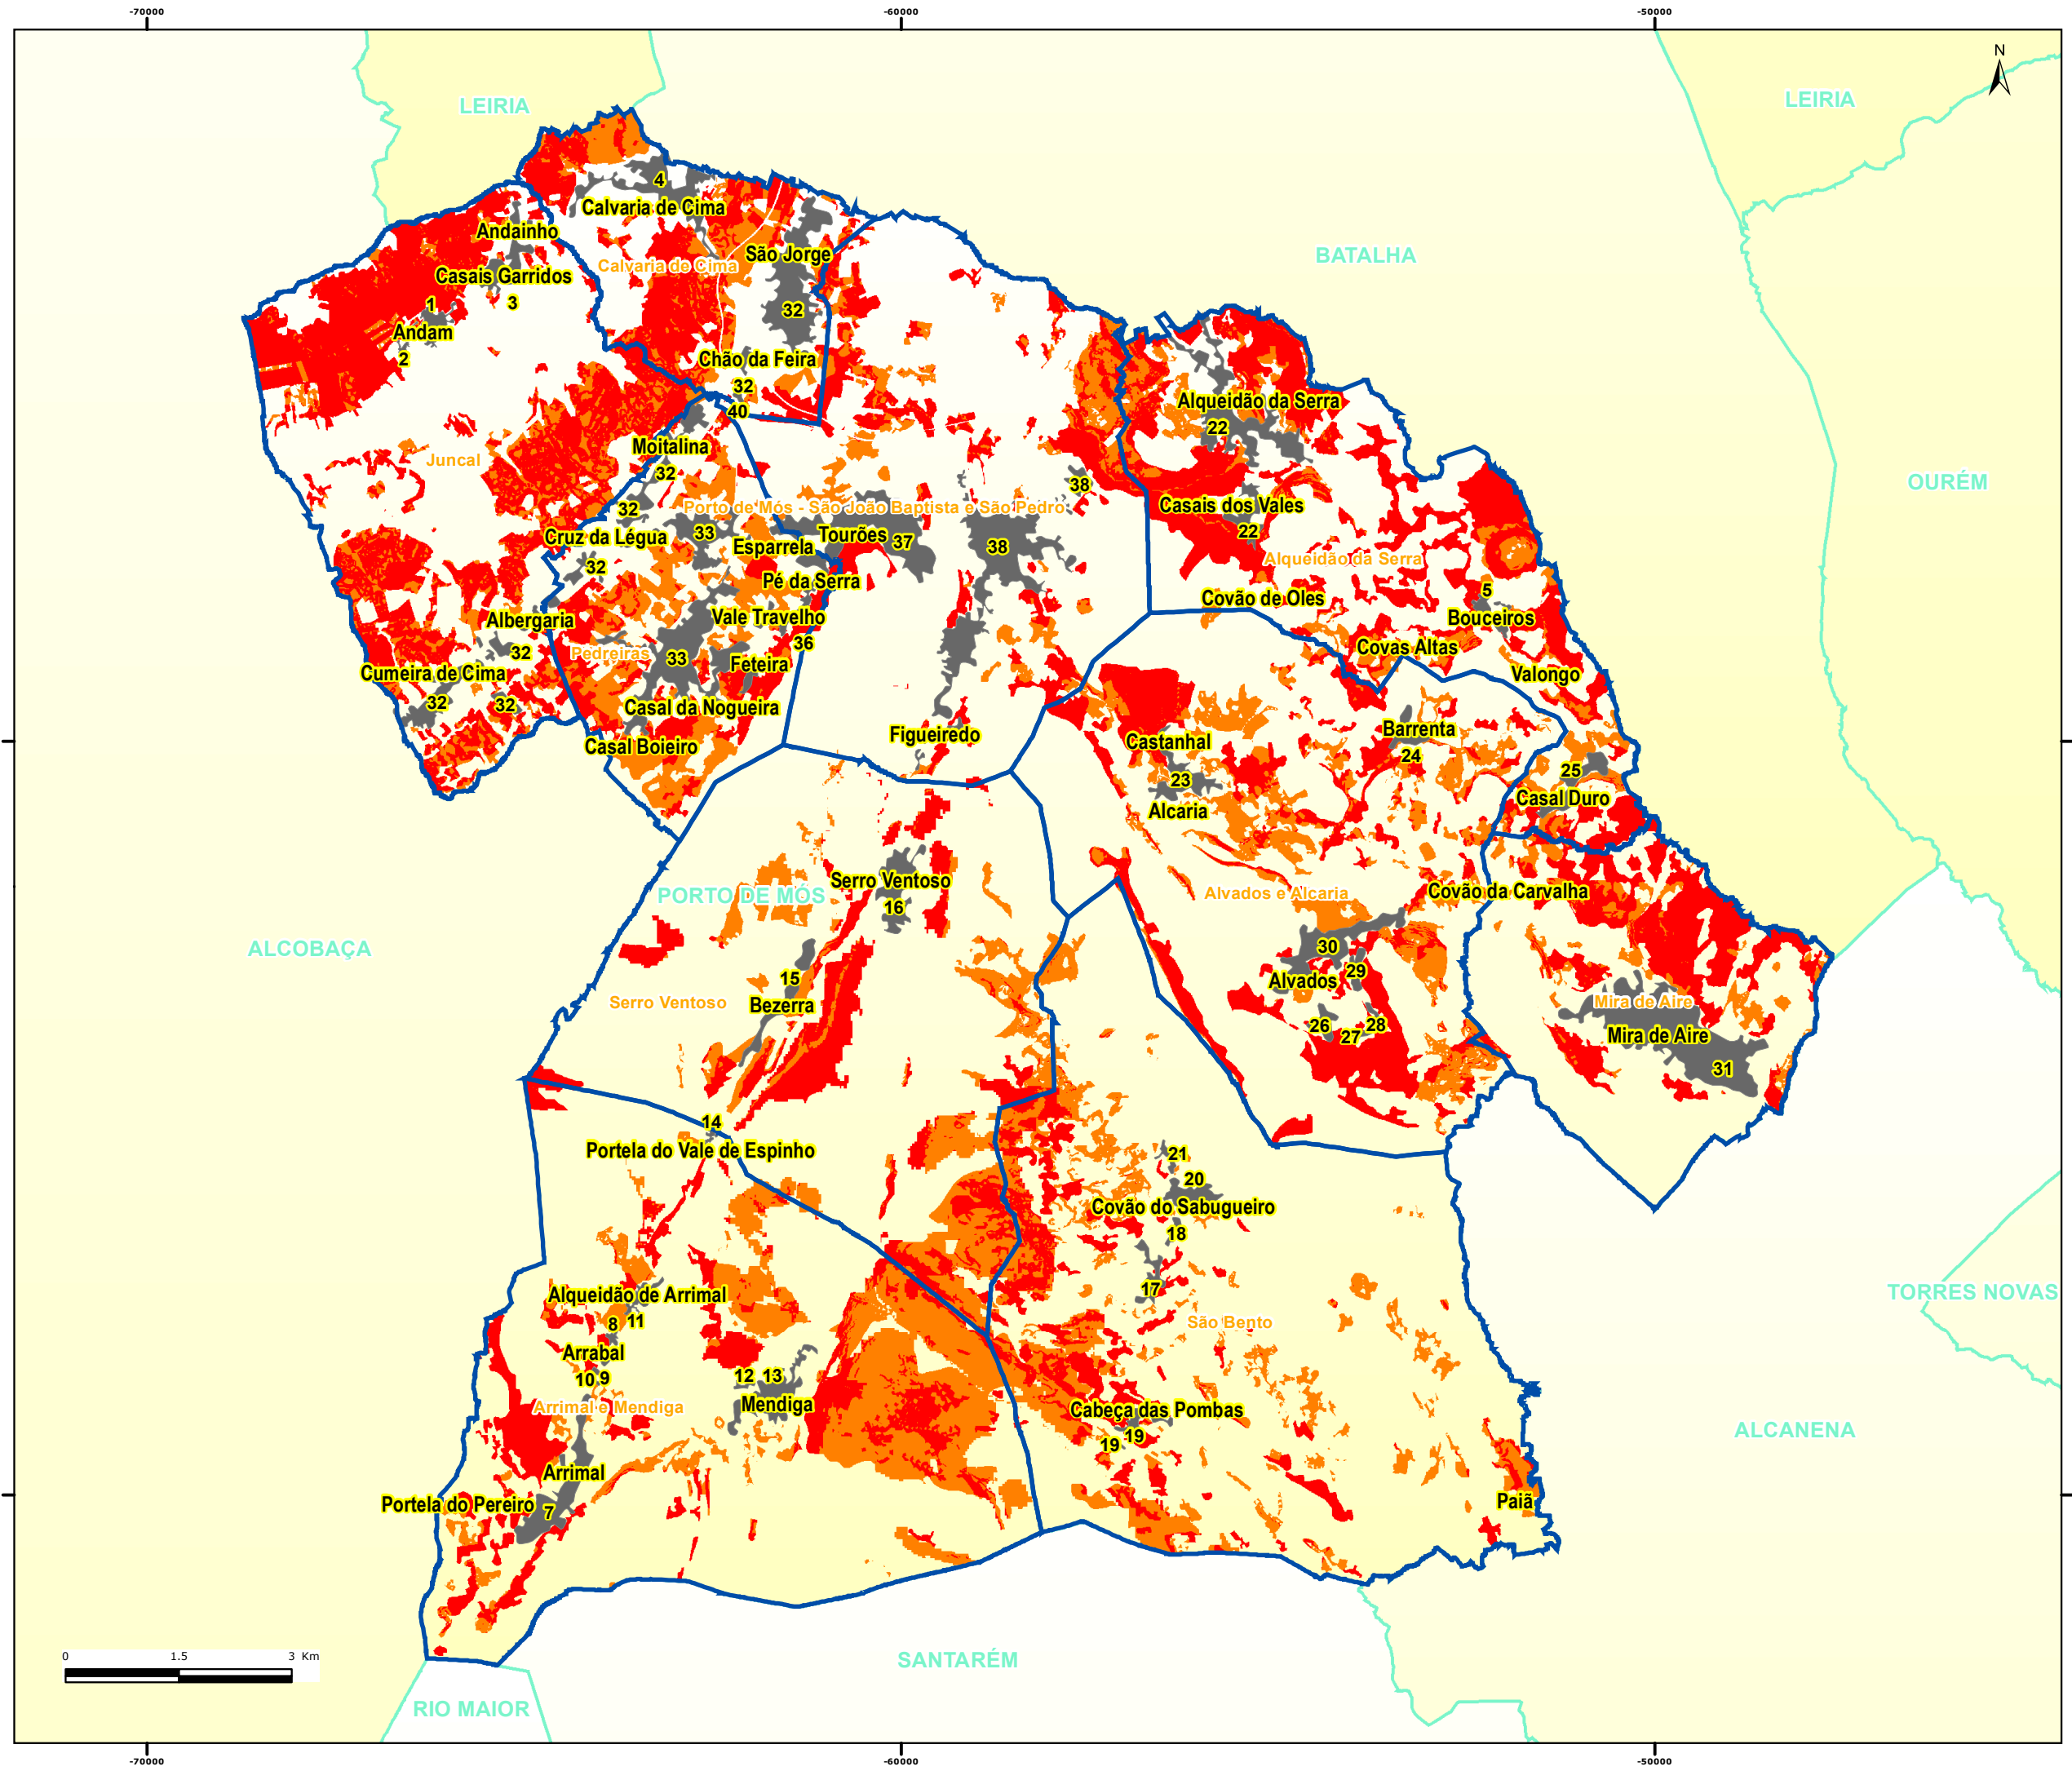 -70000
-60000
-50000
N
LEIRIA
LEIRIA
4
Calvaria de Cima
Andainho
São Jorge
BATALHA
Calvaria de Cima
Casais Garridos
1
3
32
Andam
2
Chão da Feira
32
40
Alqueidão da Serra
22
Moitalina
Juncal
32
38
OURÉM
Porto de Mós - São João Baptista e São Pedro
32
Casais dos Vales
33
Tourões
22
Cruz da Légua
Esparrela
37
38
Alqueidão da Serra
32
Pé da Serra
5
Covão de Oles
Albergaria
Vale Travelho
Bouceiros
36
Covas Altas
32
Pedreiras
33
Feteira
Cumeira de Cima
Valongo
32
32
Casal da Nogueira
Figueiredo
Barrenta
Casal Boieiro
Castanhal
24
23
25
Alcaria
Casal Duro
Serro Ventoso
PORTO DE MÓS
Alvados e Alcaria
Covão da Carvalha
16
ALCOBAÇA
30
15
29
Alvados
Serro Ventoso
Bezerra
Mira de Aire
26
28
27
Mira de Aire
31
14
Portela do Vale de Espinho
21
20
Covão do Sabugueiro
18
17
TORRES NOVAS
Alqueidão de Arrimal
8
11
São Bento
Arrabal
10
9
12
13
Mendiga
Arrimal e Mendiga
Cabeça das Pombas
19
19
ALCANENA
Arrimal
Portela do Pereiro
7
Paiã
0
1.5
3 Km
SANTARÉM
RIO MAIOR
-70000
-60000
-50000